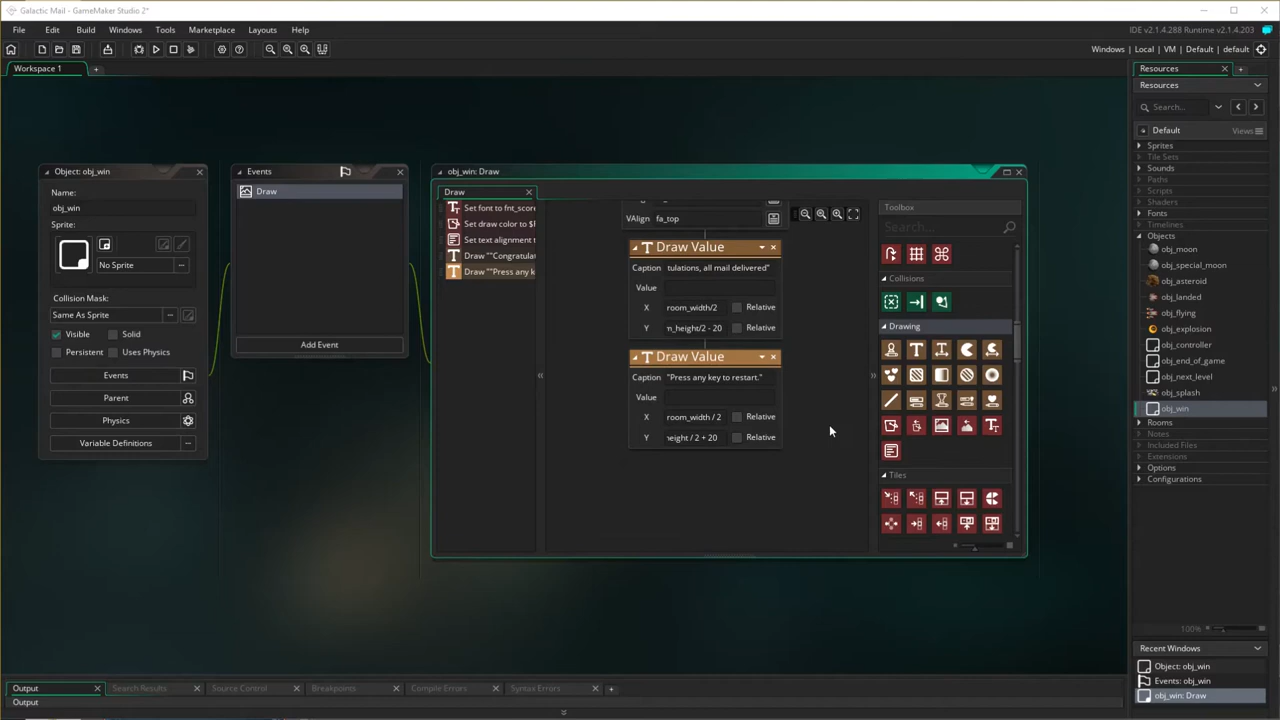 Galactic Mail - GameMaker Studio 2*
File Edit Build Windows Tools Marketplace Layouts Help
IDE v2.1.4.288 Runtime v2.1.4.203
Windows | Local | VM | Default | default
Workspace 1
Resources
Resources
Search...
Default
Views
Sprites
Tile Sets
Sounds
Paths
Scripts
Shaders
Fonts
Timelines
Objects
obj_moon
obj_special_moon
obj_asteroid
obj_landed
obj_flying
obj_explosion
obj_controller
obj_end_of_game
obj_next_level
obj_splash
obj_win
Rooms
Notes
Included Files
Extensions
Options
Configurations
100%
Recent Windows
Object: obj_win
Events: obj_win
obj_win: Draw
Object: obj_win
Name:
obj_win
Sprite:
No Sprite
Collision Mask:
Same As Sprite
Visible
Solid
Persistent
Uses Physics
Events
Parent
Physics
Variable Definitions
Events
Draw
Add Event
obj_win: Draw
Draw
Set font to fnt_score
Set draw color to $
Set text alignment t
Draw ""Congratulat
Draw ""Press any k
VAlign fa_top
Draw Value
Caption tulations, all mail delivered"
Value
X room_width/2 Relative
Y m_height/2 - 20 Relative
Draw Value
Caption "Press any key to restart."
Value
X room_width / 2 Relative
Y height / 2 + 20 Relative
Toolbox
Search...
Collisions
Drawing
Tiles
Output
Search Results
Source Control
Breakpoints
Compile Errors
Syntax Errors
Output